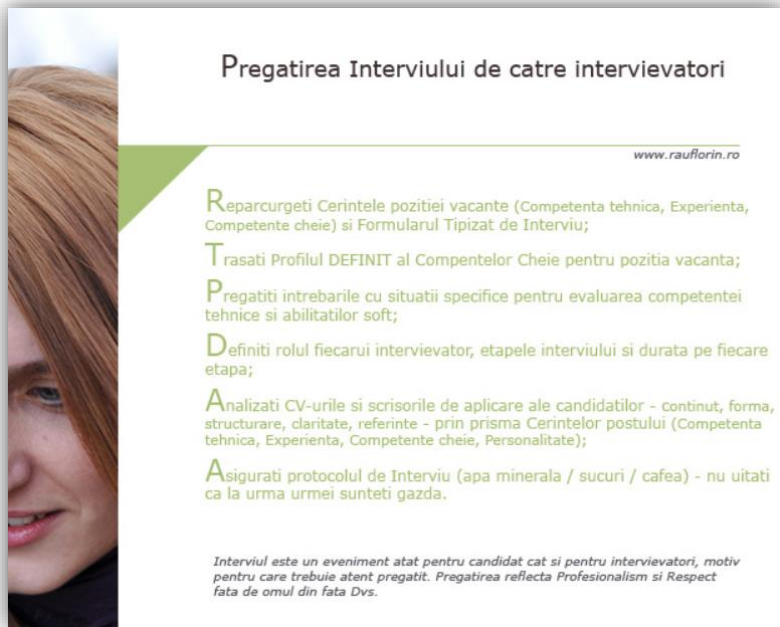 Pregatirea Interviului de catre intervievatori
www.rauflorin.ro
Reparcurgeti Cerintele pozitiei vacante (Competenta tehnica, Experienta,
Competente cheie) si Formularul Tipizat de Interviu;
Trasati Profilul DEFINIT al Compentelor Cheie pentru pozitia vacanta;
Pregatiti intrebarile cu situatii specifice pentru evaluarea competentei
tehnice si abilitatilor soft;
Definiti rolul fiecarui intervievator, etapele interviului si durata pe fiecare
etapa;
Analizati CV-urile si scrisorile de aplicare ale candidatilor - continut, forma,
structurare, claritate, referinte - prin prisma Cerintelor postului (Competenta
tehnica, Experienta, Competente cheie, Personalitate);
Asigurati protocolul de Interviu (apa minerala / sucuri / cafea) - nu uitati
ca la urma urmei sunteti gazda.
Interviul este un eveniment atat pentru candidat cat si pentru intervievatori, motiv
pentru care trebuie atent pregatit. Pregatirea reflecta Profesionalism si Respect
fata de omul din fata Dvs.